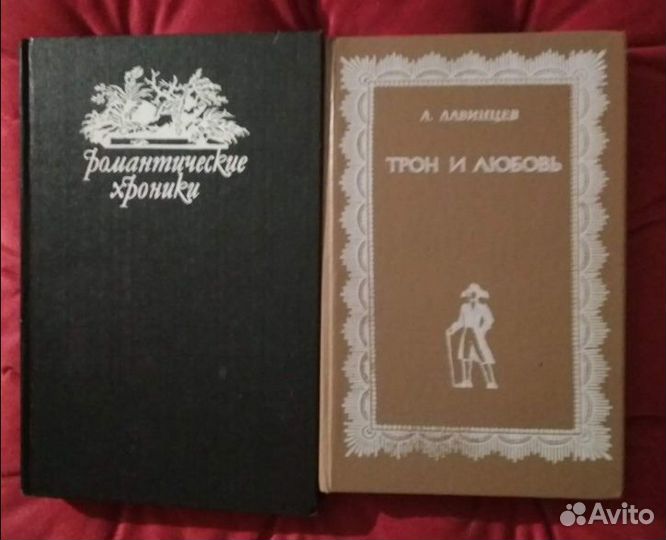 романтические
хроники
А. ЛАВИНЦЕВ
ТРОН И ЛЮБОВЬ
Avito